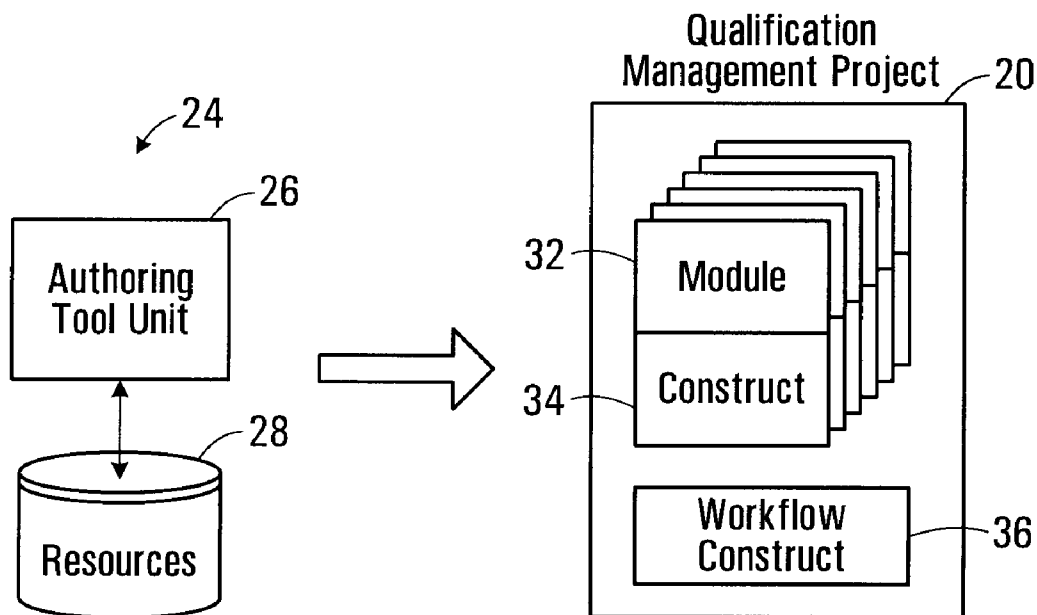 Qualification
Management Project
20
24
26
Authoring
Tool Unit
28
Resources
32
Module
34
Construct
Workflow
Construct
36